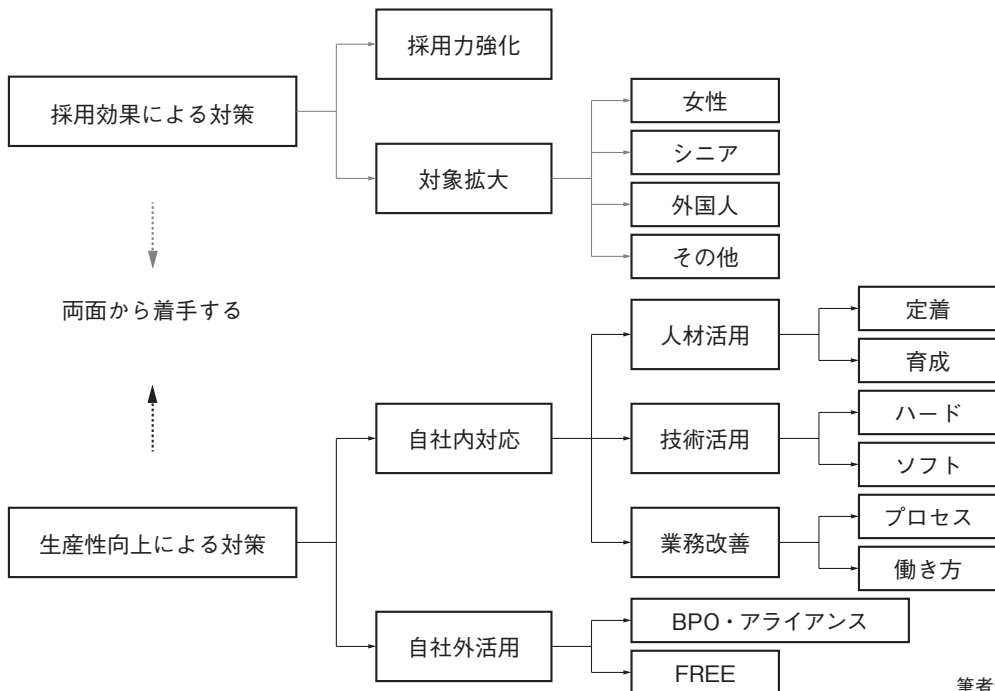 採用力強化
採用効果による対策
対象拡大
女性
シニア
外国人
その他
両面から着手する
生産性向上による対策
自社内対応
人材活用
定着
育成
技術活用
ハード
ソフト
業務改善
プロセス
働き方
自社外活用
BPO・アライアンス
FREE
筆者